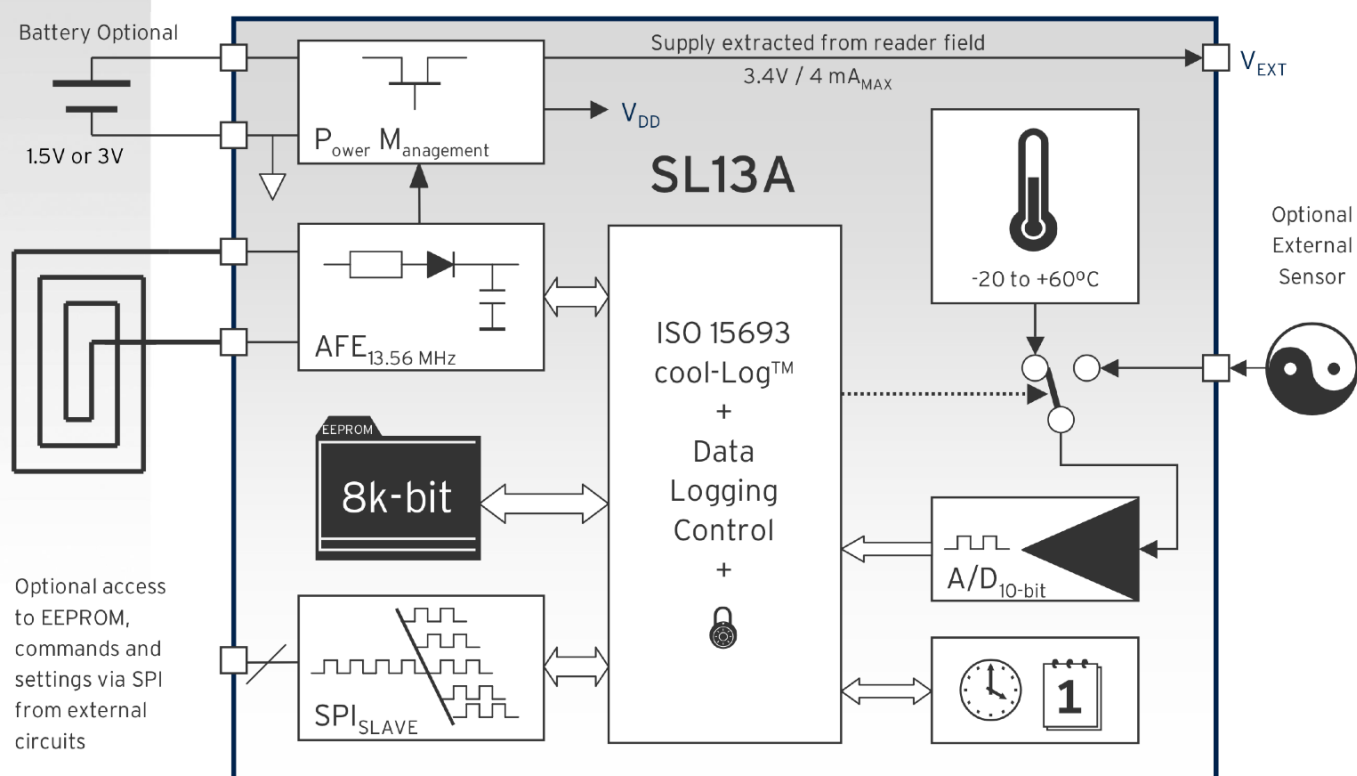 Battery Optional
1.5V or 3V
Power Management
Supply extracted from reader field
3.4V / 4 mAMAX
VEXT
VDD
SL13A
AFE13.56 MHz
-20 to +60ºC
Optional
External
Sensor
ISO 15693
cool-Log™
+
Data
Logging
Control
+
EEPROM
8k-bit
A/D10-bit
Optional access
to EEPROM,
commands and
settings via SPI
from external
circuits
SPISLAVE
1